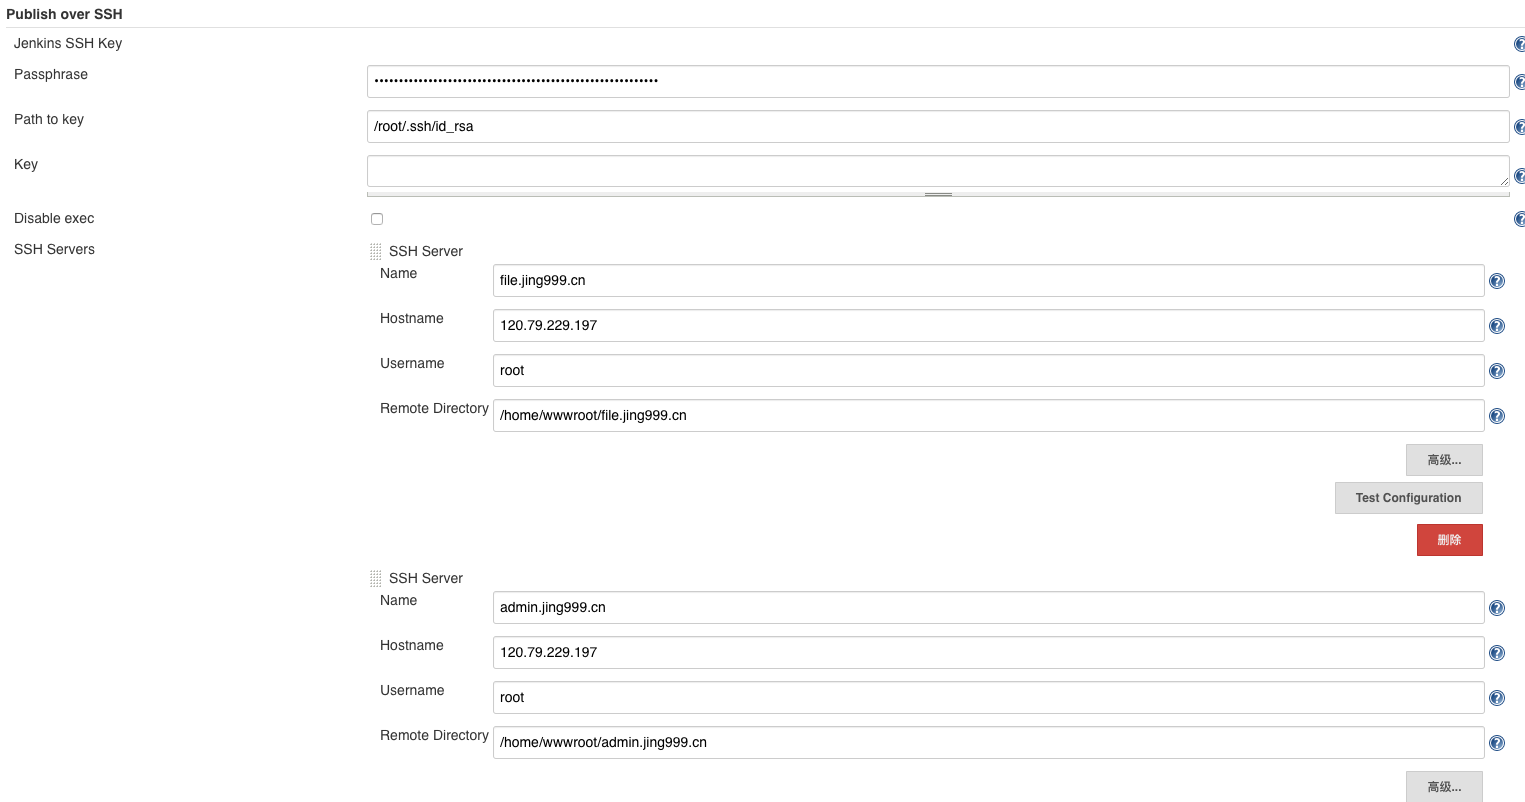 Publish over SSH
Jenkins SSH Key
Passphrase
Path to key /root/.ssh/id_rsa
Key
Disable exec
SSH Servers
SSH Server
Name file.jing999.cn
Hostname 120.79.229.197
Username root
Remote Directory /home/wwwroot/file.jing999.cn
高级...
Test Configuration
删除
SSH Server
Name admin.jing999.cn
Hostname 120.79.229.197
Username root
Remote Directory /home/wwwroot/admin.jing999.cn
高级...